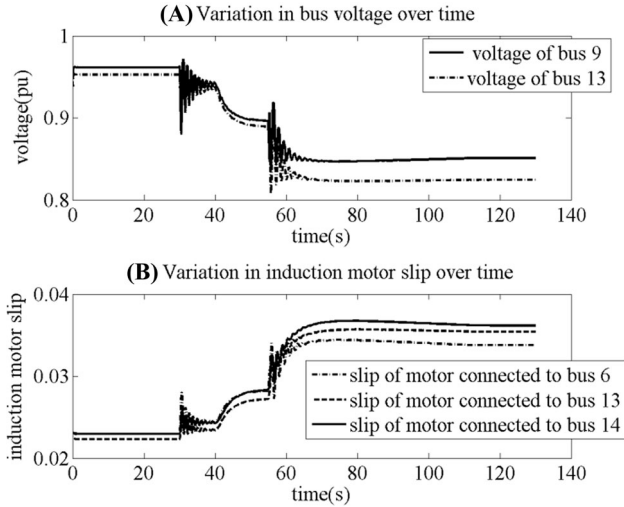 (A) Variation in bus voltage over time
voltage(pu)
1
0.9
0.8
voltage of bus 9
voltage of bus 13
0
20
40
60
80
100
120
140
time(s)
(B) Variation in induction motor slip over time
induction motor slip
0.04
0.03
0.02
slip of motor connected to bus 6
slip of motor connected to bus 13
slip of motor connected to bus 14
0
20
40
60
80
100
120
140
time(s)